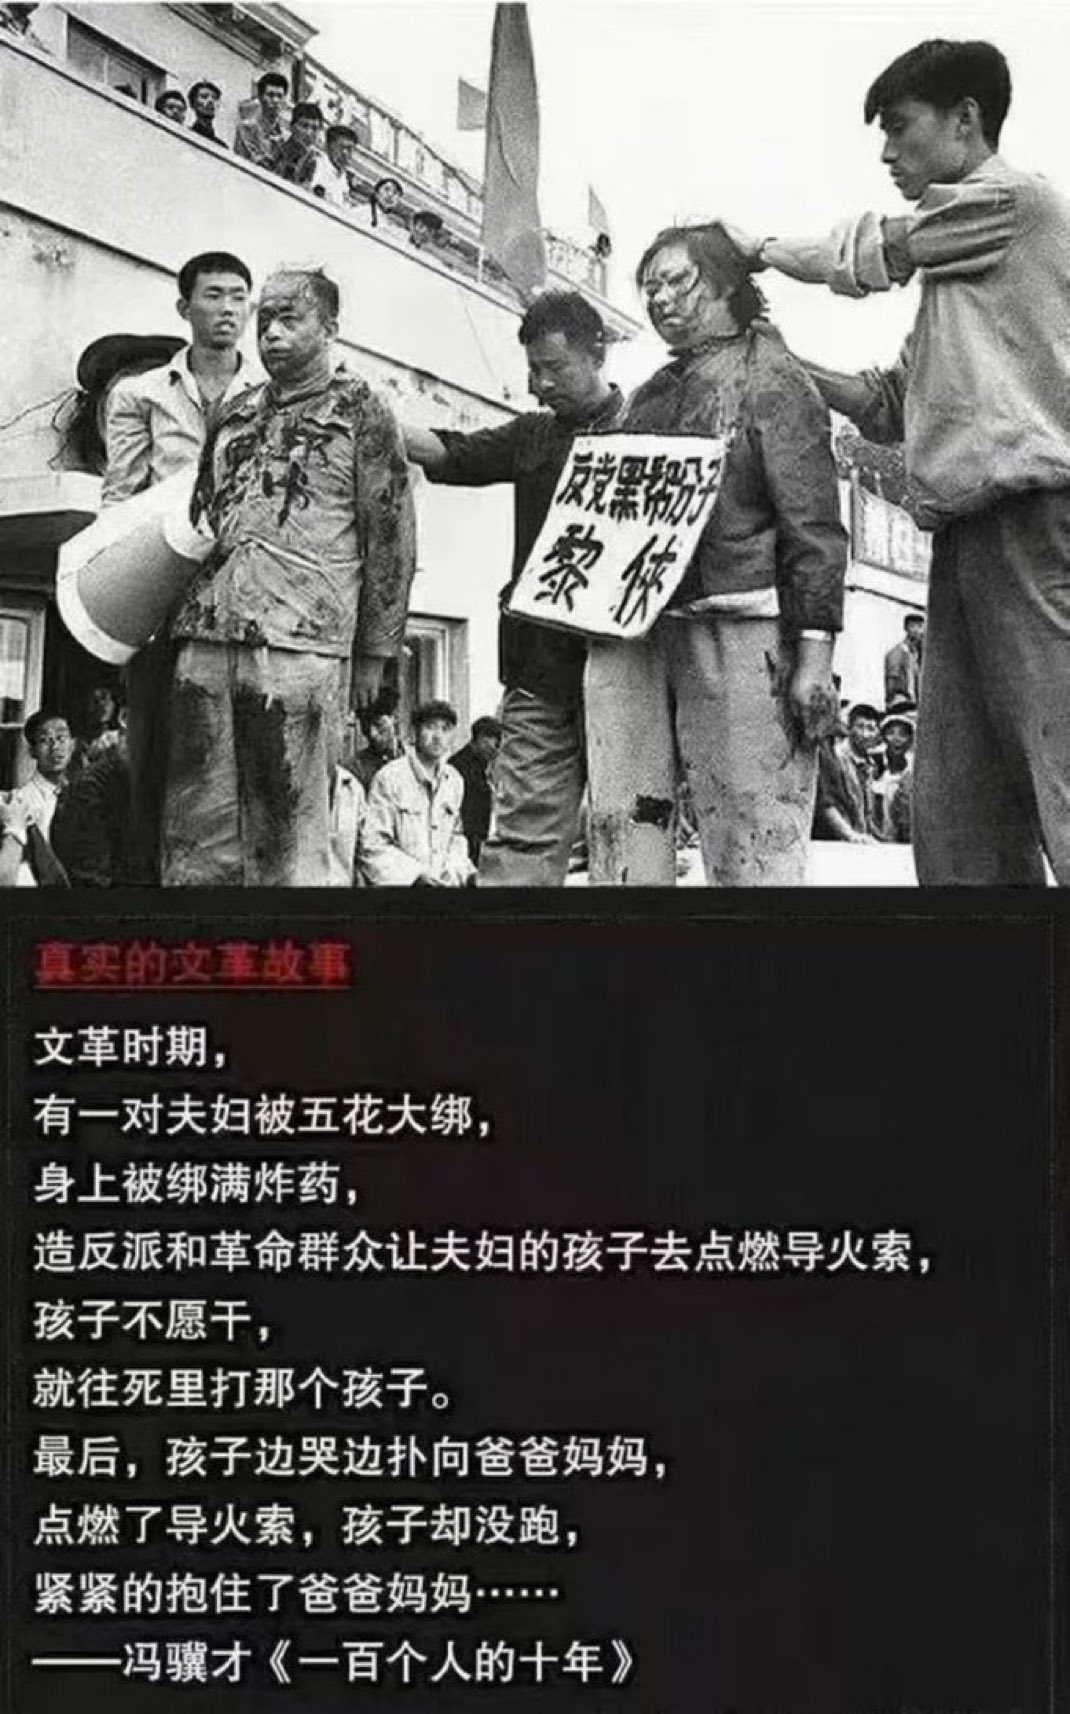 反党黑帮分子
黎侠
真实的文革故事
文革时期，
有一对夫妇被五花大绑，
身上被绑满炸药，
造反派和革命群众让夫妇的孩子去点燃导火索，
孩子不愿干，
就往死里打那个孩子。
最后，孩子边哭边扑向爸爸妈妈，
点燃了导火索，孩子却没跑，
紧紧的抱住了爸爸妈妈……
——冯骥才《一百个人的十年》